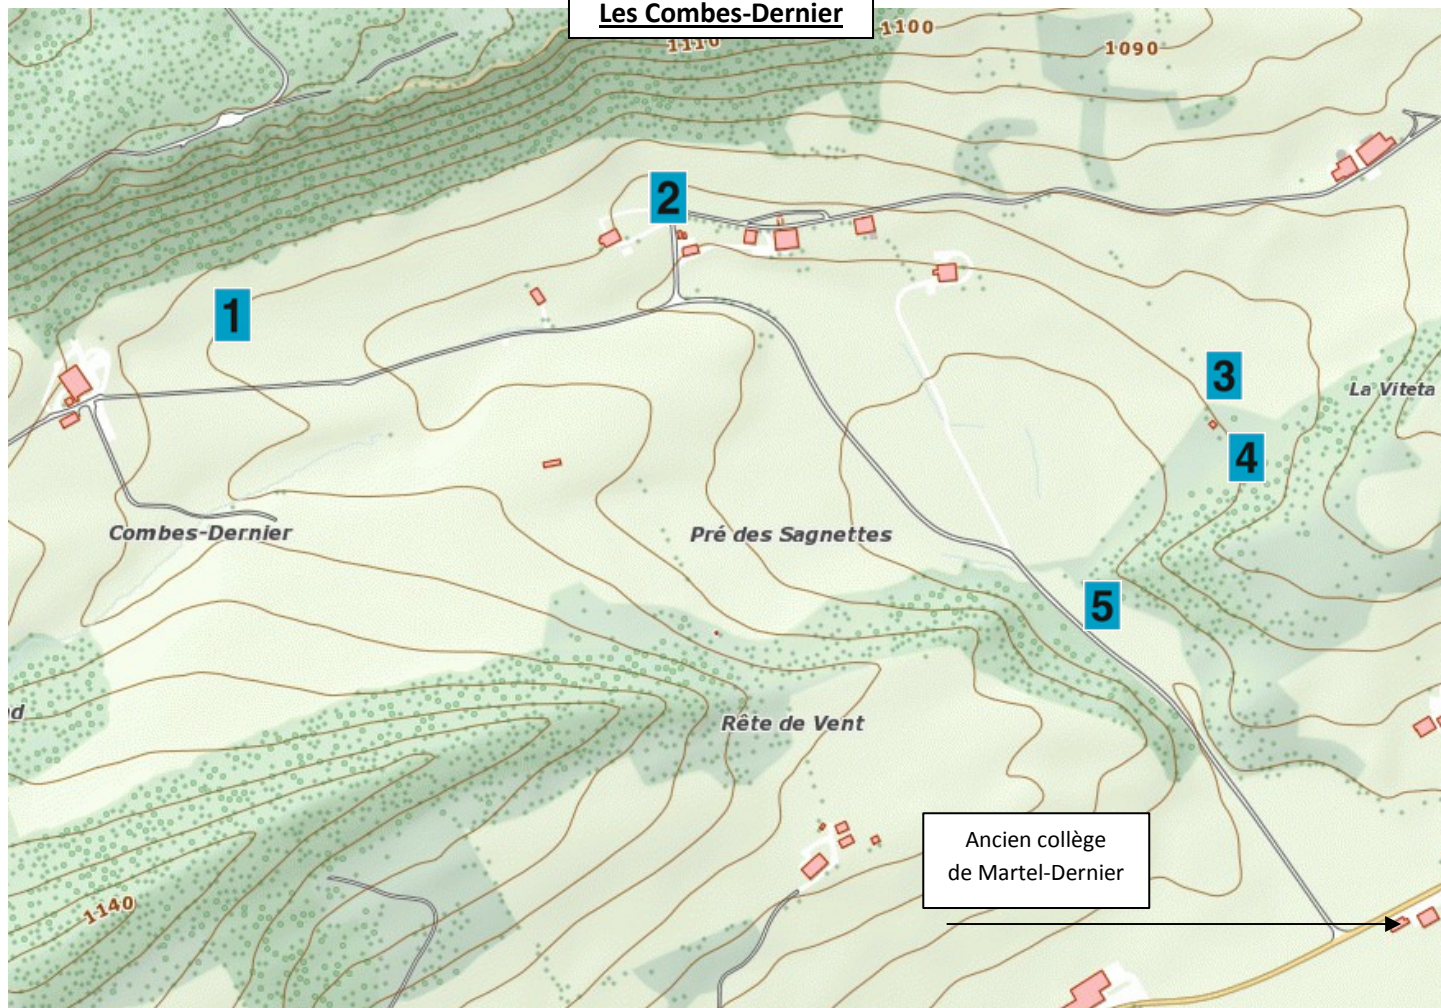 Les Combes-Dernier
1110
1100
1090
2
1
3
La Viteta
4
Combes-Dernier
Pré des Sagnettes
5
d
Rête de Vent
Ancien collège
de Martel-Dernier
1140